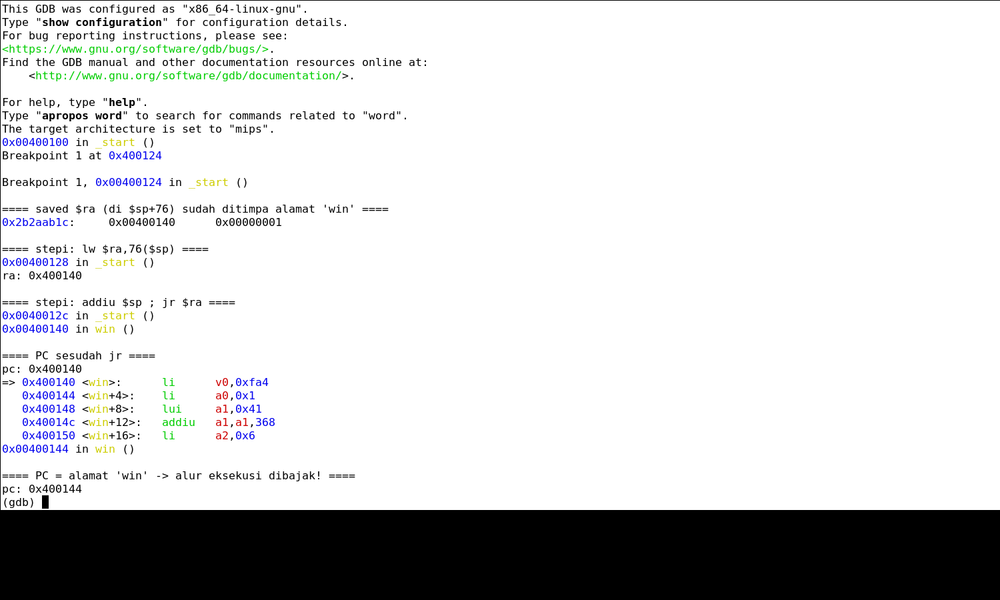 This GDB was configured as "x86_64-linux-gnu".
Type "show configuration" for configuration details.
For bug reporting instructions, please see:
<https://www.gnu.org/software/gdb/bugs/>.
Find the GDB manual and other documentation resources online at:
    <http://www.gnu.org/software/gdb/documentation/>.

For help, type "help".
Type "apropos word" to search for commands related to "word".
The target architecture is set to "mips".
0x00400100 in _start ()
Breakpoint 1 at 0x400124

Breakpoint 1, 0x00400124 in _start ()

==== saved $ra (di $sp+76) sudah ditimpa alamat 'win' ====
0x2b2aab1c:     0x00400140      0x00000001

==== stepi: lw $ra,76($sp) ====
0x00400128 in _start ()
ra: 0x400140

==== stepi: addiu $sp ; jr $ra ====
0x0040012c in _start ()
0x00400140 in win ()

==== PC sesudah jr ====
pc: 0x400140
=> 0x400140 <win>:      li      v0,0xfa4
   0x400144 <win+4>:    li      a0,0x1
   0x400148 <win+8>:    lui     a1,0x41
   0x40014c <win+12>:   addiu   a1,a1,368
   0x400150 <win+16>:   li      a2,0x6
0x00400144 in win ()

==== PC = alamat 'win' -> alur eksekusi dibajak! ====
pc: 0x400144
(gdb)